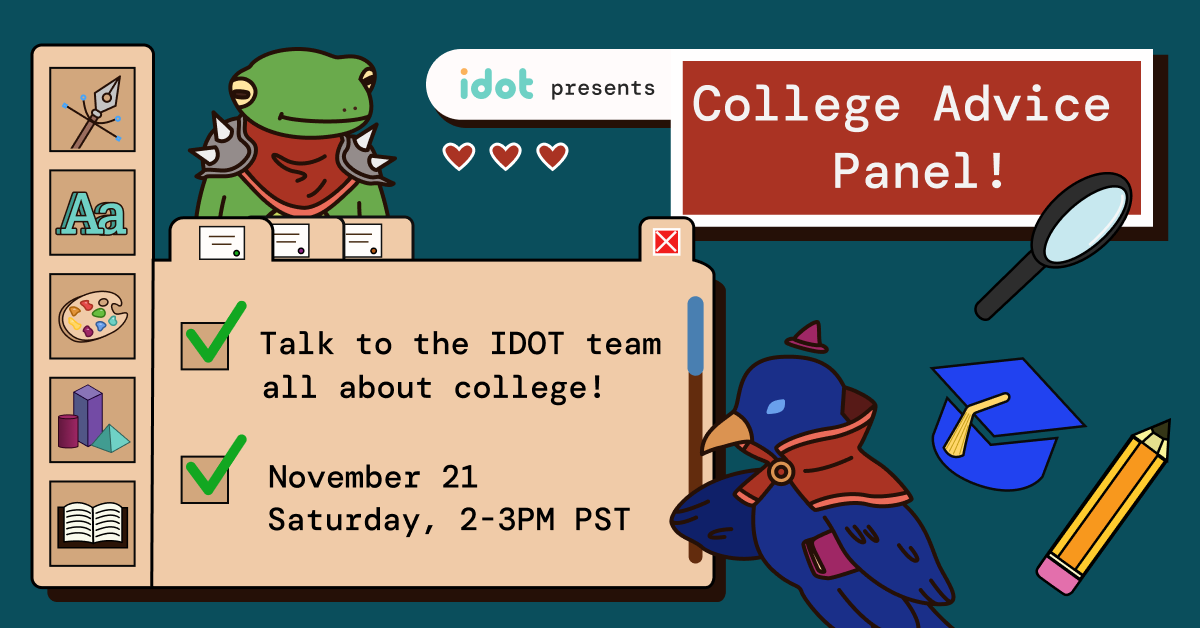 idot presents
College Advice
Panel!
Aa
Talk to the IDOT team
all about college!
November 21
Saturday, 2-3PM PST